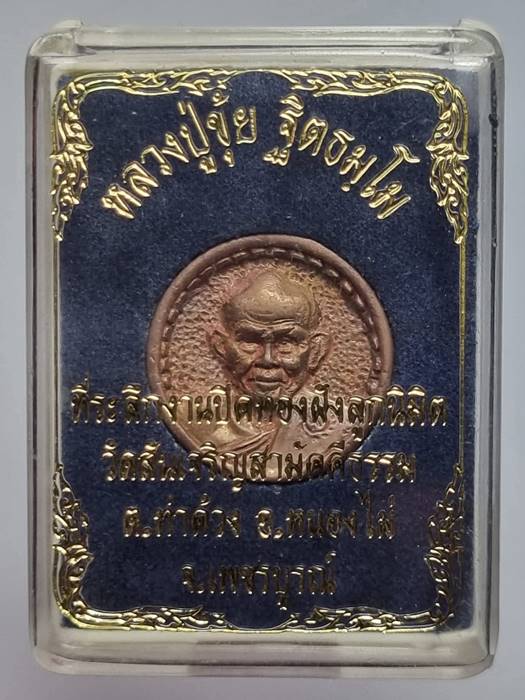 หลวงปู่จุ้ย ฐิตธมฺโม
ที่ระลึกงานปิดทองฝังลูกนิมิต
วัดสันเจริญสามัคคีธรรม
ต.ท่าด้วง อ.หนองไผ่
จ.เพชรบูรณ์